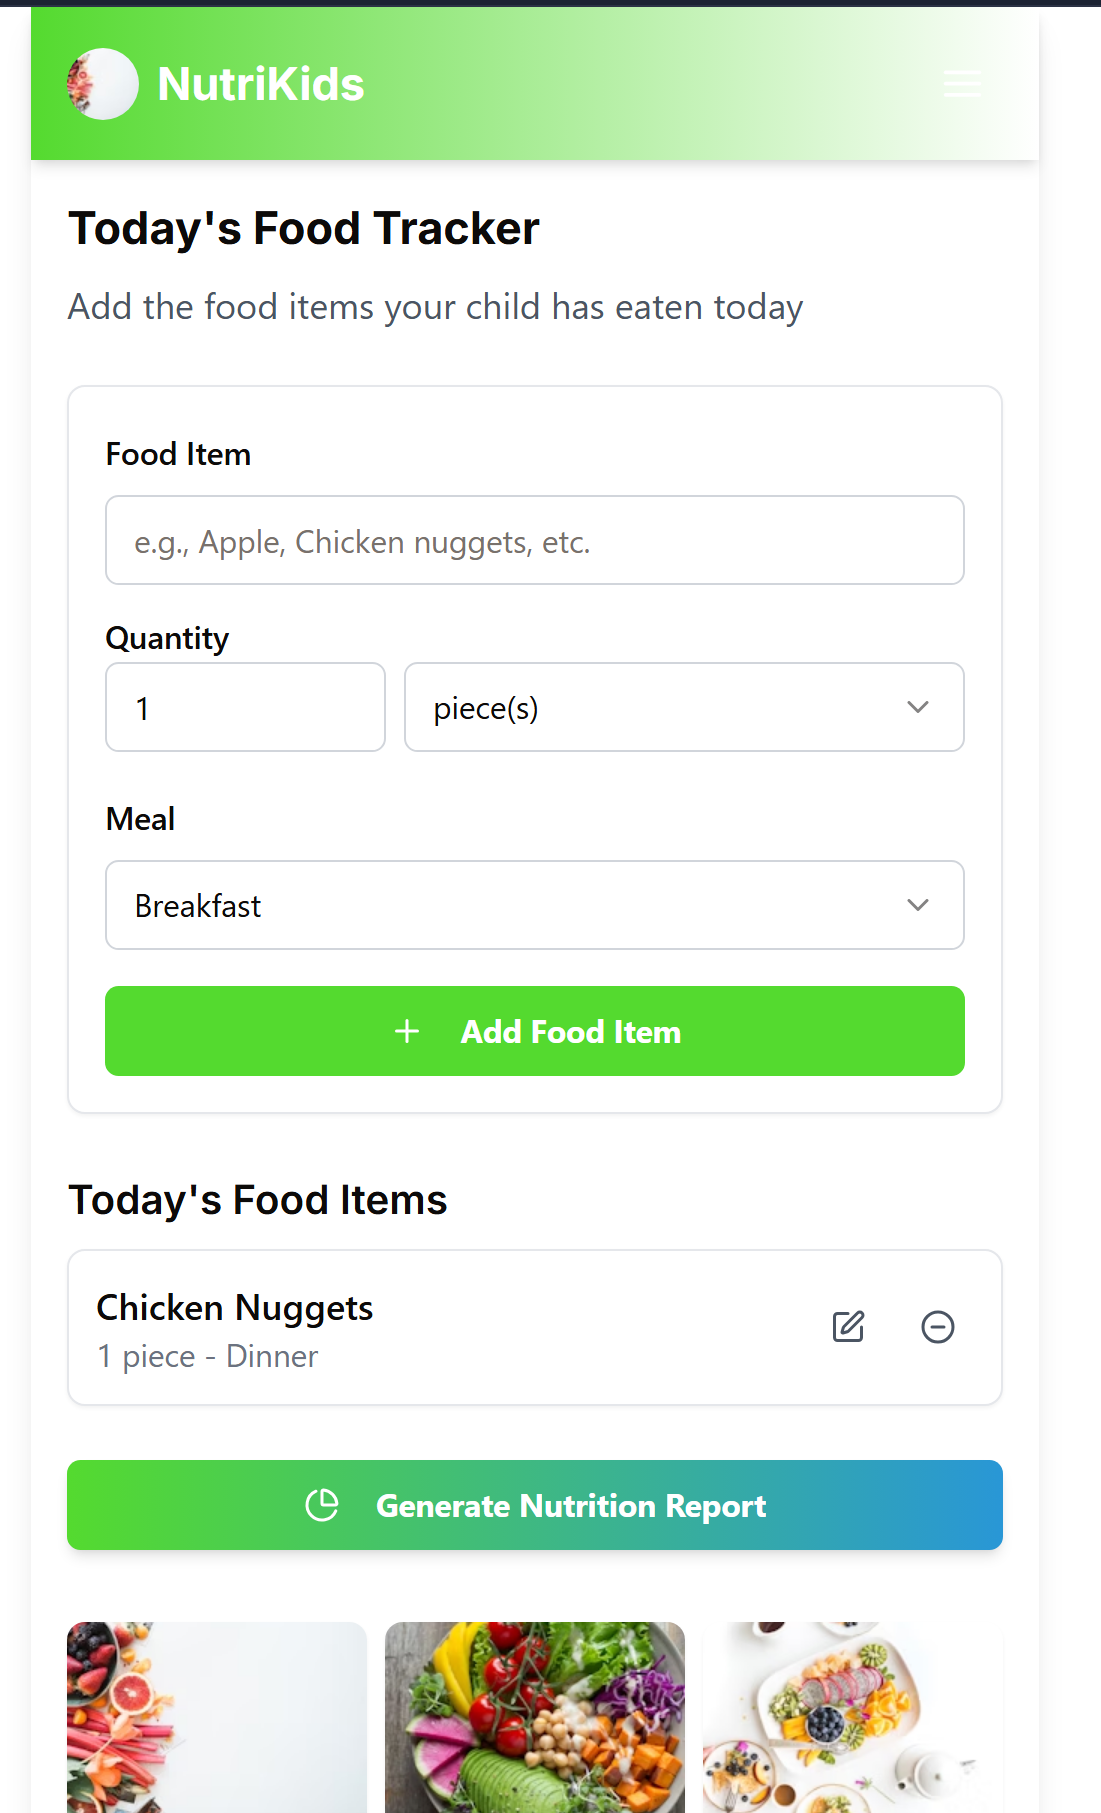 NutriKids
Today's Food Tracker
Add the food items your child has eaten today
Food Item
e.g., Apple, Chicken nuggets, etc.
Quantity
1
piece(s)
Meal
Breakfast
Add Food Item
Today's Food Items
Chicken Nuggets
1 piece - Dinner
Generate Nutrition Report